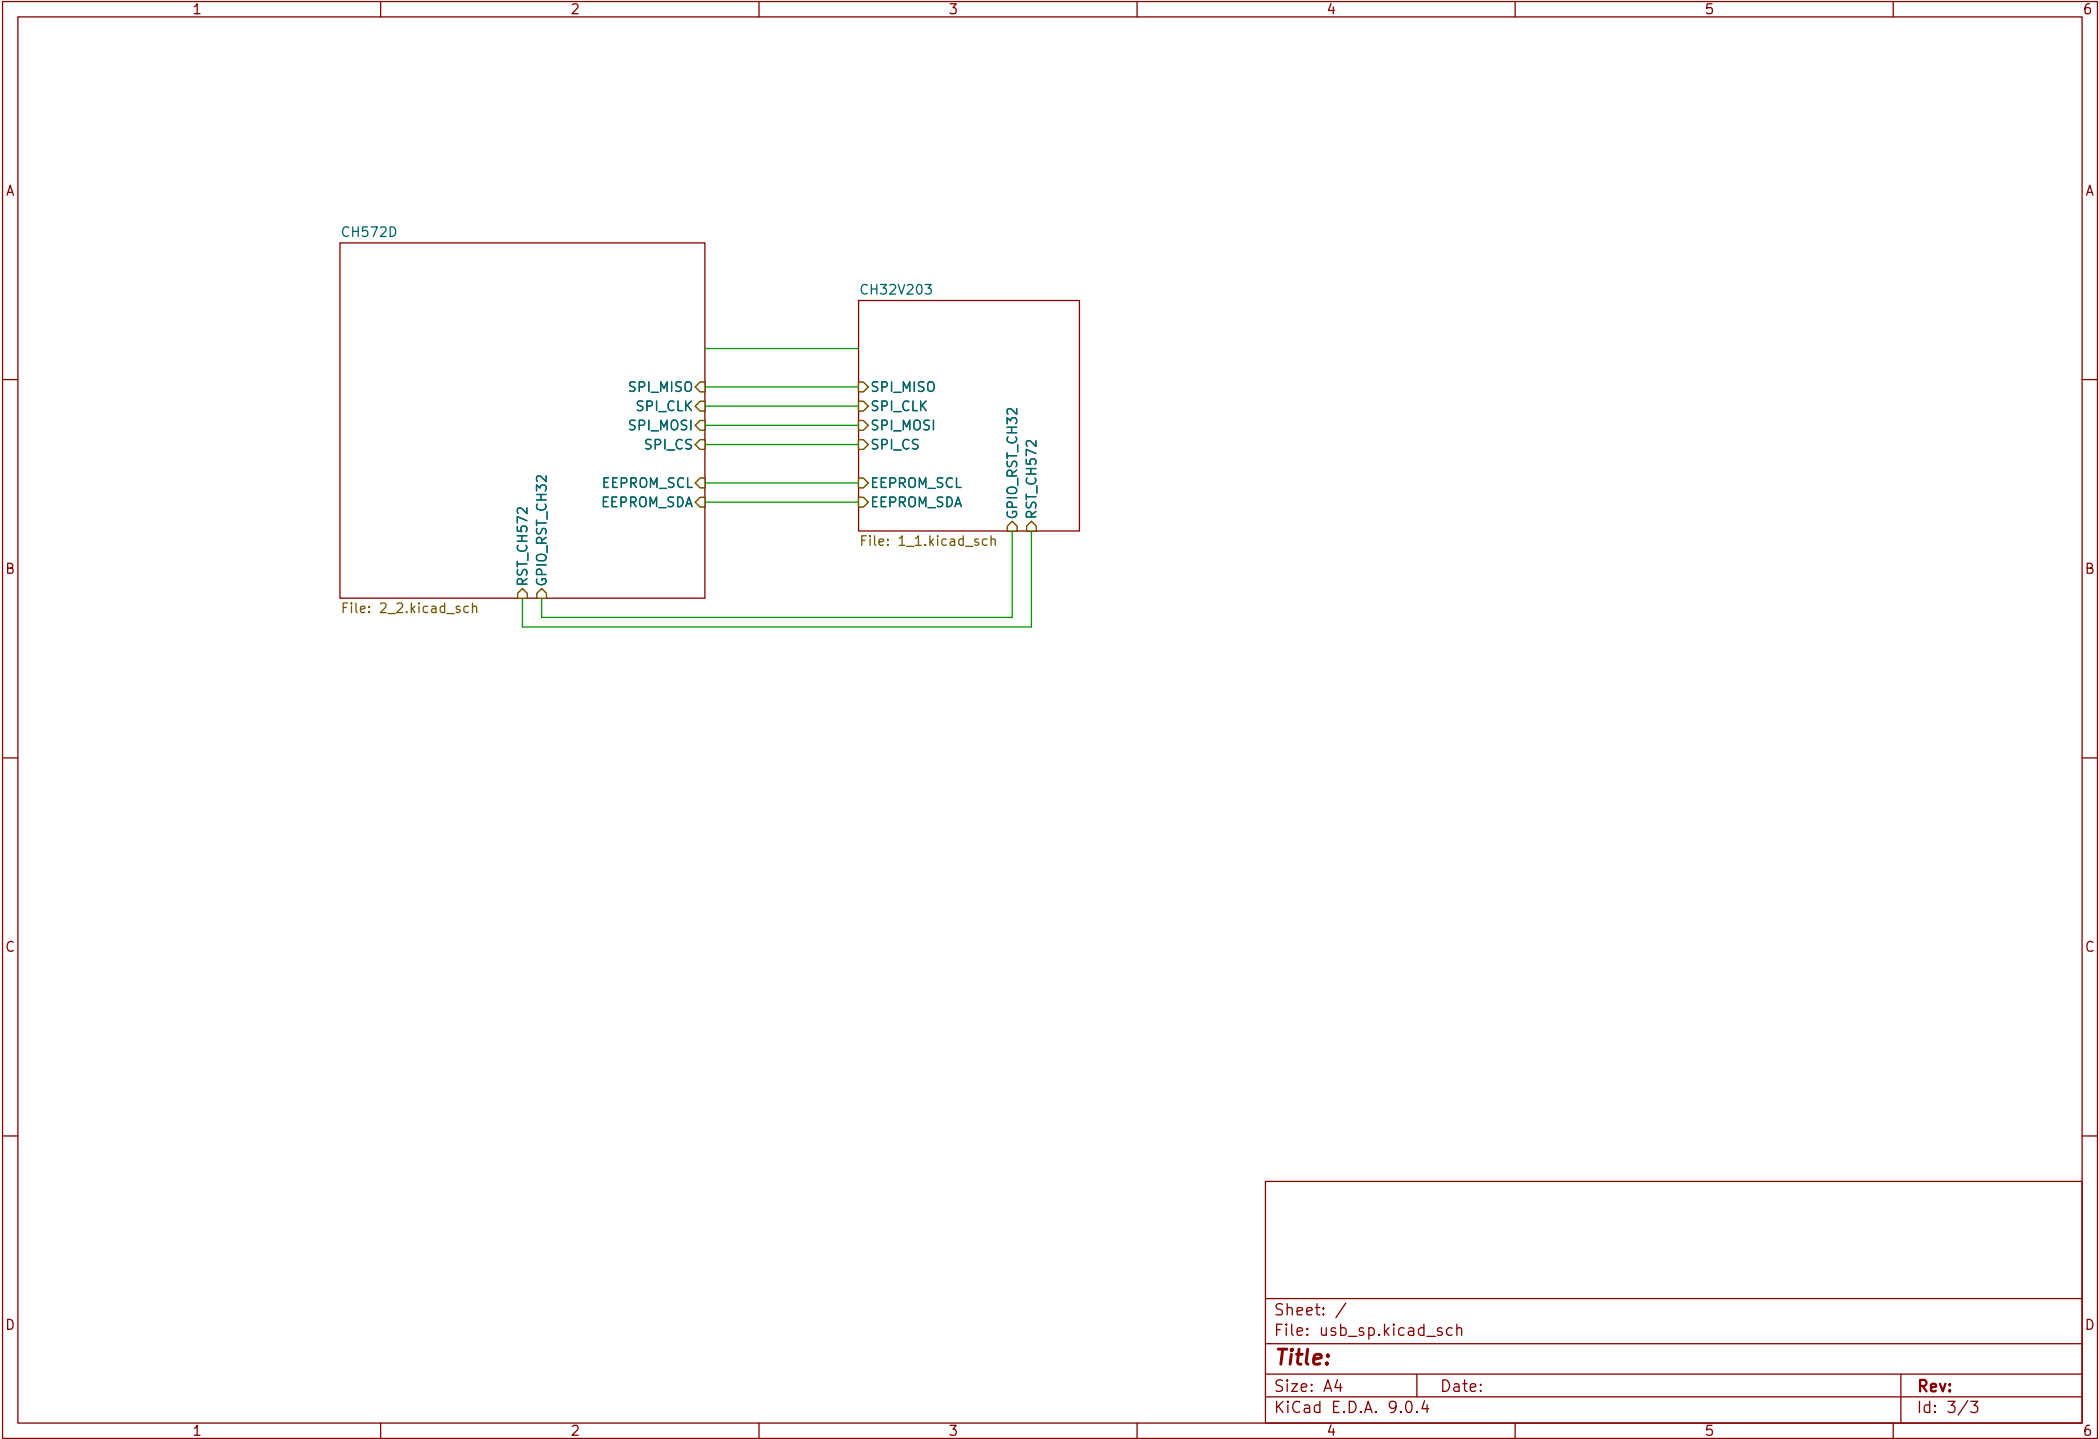 1 2 3 4 5 6
A A
CH572D
CH32V203
SPI_MISO SPI_MISO
SPI_CLK SPI_CLK
SPI_MOSI SPI_MOSI
SPI_CS SPI_CS
EEPROM_SCL EEPROM_SCL
EEPROM_SDA EEPROM_SDA
RST_CH572
GPIO_RST_CH32
GPIO_RST_CH32
RST_CH572
File: 1_1.kicad_sch
B B
File: 2_2.kicad_sch
C C
Sheet: /
File: usb_sp.kicad_sch
D D
Title:
Size: A4 Date: Rev:
KiCad E.D.A. 9.0.4 Id: 3/3
1 2 3 4 5 6